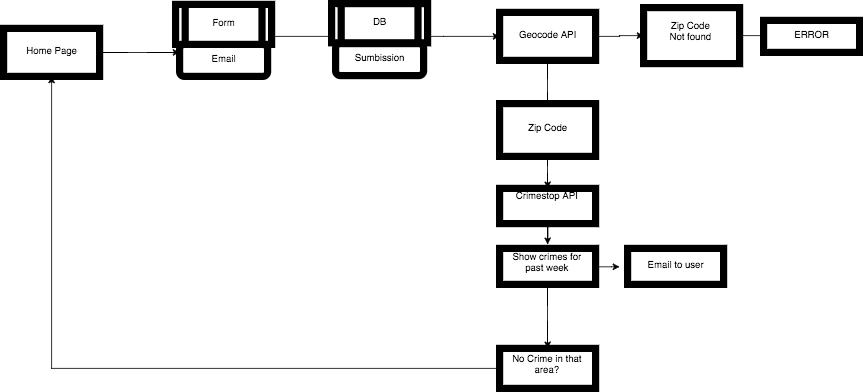 Home Page
Form
Email
DB
Sumbission
Geocode API
Zip Code
Not found
ERROR
Zip Code
Crimestop API
Show crimes for
past week
Email to user
No Crime in that
area?